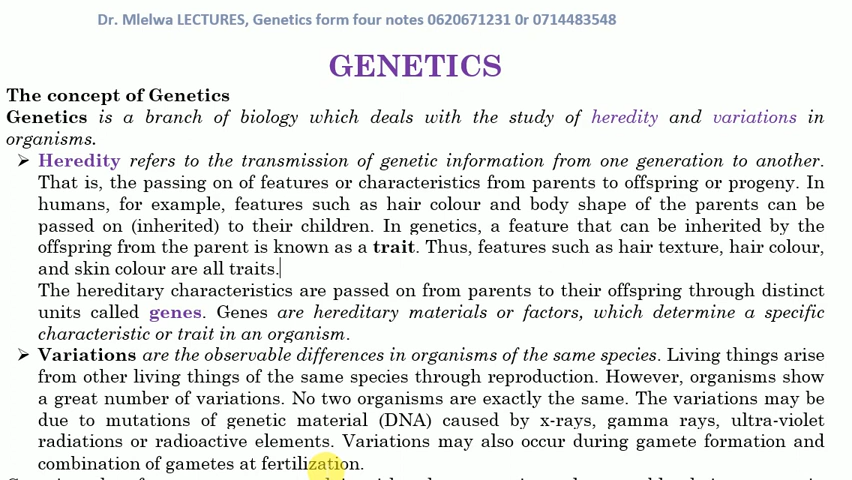 Dr. Mlelwa LECTURES, Genetics form four notes 0620671231 0r 0714483548
GENETICS
The concept of Genetics
Genetics is a branch of biology which deals with the study of heredity and variations in
organisms.
➢ Heredity refers to the transmission of genetic information from one generation to another.
That is, the passing on of features or characteristics from parents to offspring or progeny. In
humans, for example, features such as hair colour and body shape of the parents can be
passed on (inherited) to their children. In genetics, a feature that can be inherited by the
offspring from the parent is known as a trait. Thus, features such as hair texture, hair colour,
and skin colour are all traits.
The hereditary characteristics are passed on from parents to their offspring through distinct
units called genes. Genes are hereditary materials or factors, which determine a specific
characteristic or trait in an organism.
➢ Variations are the observable differences in organisms of the same species. Living things arise
from other living things of the same species through reproduction. However, organisms show
a great number of variations. No two organisms are exactly the same. The variations may be
due to mutations of genetic material (DNA) caused by x-rays, gamma rays, ultra-violet
radiations or radioactive elements. Variations may also occur during gamete formation and
combination of gametes at fertilization.